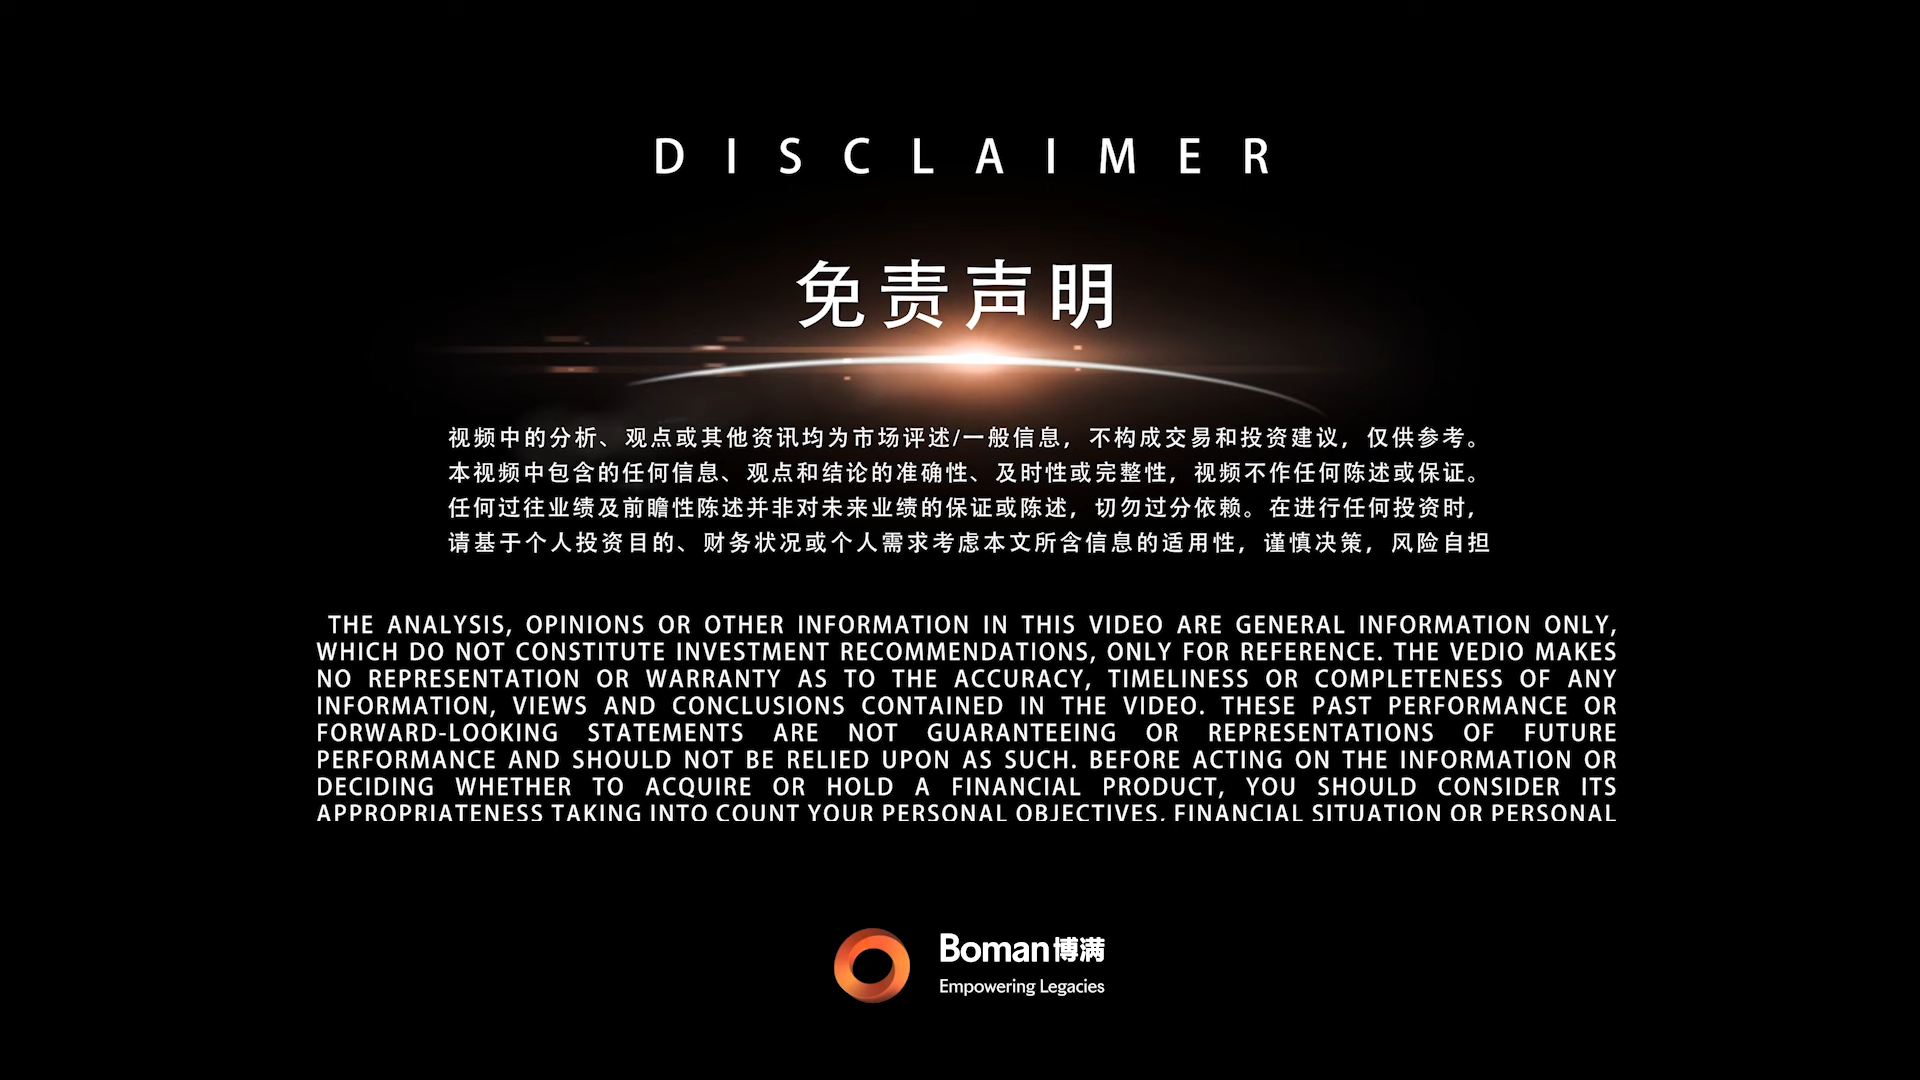 DISCLAIMER
免责声明
视频中的分析、观点或其他资讯均为市场评述/一般信息，不构成交易和投资建议，仅供参考。
本视频中包含的任何信息、观点和结论的准确性、及时性或完整性，视频不作任何陈述或保证。
任何过往业绩及前瞻性陈述并非对未来业绩的保证或陈述，切勿过分依赖。在进行任何投资时，
请基于个人投资目的、财务状况或个人需求考虑本文所含信息的适用性，谨慎决策，风险自担
THE ANALYSIS, OPINIONS OR OTHER INFORMATION IN THIS VIDEO ARE GENERAL INFORMATION ONLY,
WHICH DO NOT CONSTITUTE INVESTMENT RECOMMENDATIONS, ONLY FOR REFERENCE. THE VEDIO MAKES
NO REPRESENTATION OR WARRANTY AS TO THE ACCURACY, TIMELINESS OR COMPLETENESS OF ANY
INFORMATION, VIEWS AND CONCLUSIONS CONTAINED IN THE VIDEO. THESE PAST PERFORMANCE OR
FORWARD-LOOKING STATEMENTS ARE NOT GUARANTEEING OR REPRESENTATIONS OF FUTURE
PERFORMANCE AND SHOULD NOT BE RELIED UPON AS SUCH. BEFORE ACTING ON THE INFORMATION OR
DECIDING WHETHER TO ACQUIRE OR HOLD A FINANCIAL PRODUCT, YOU SHOULD CONSIDER ITS
APPROPRIATENESS TAKING INTO COUNT YOUR PERSONAL OBJECTIVES, FINANCIAL SITUATION OR PERSONAL
Boman博满
Empowering Legacies